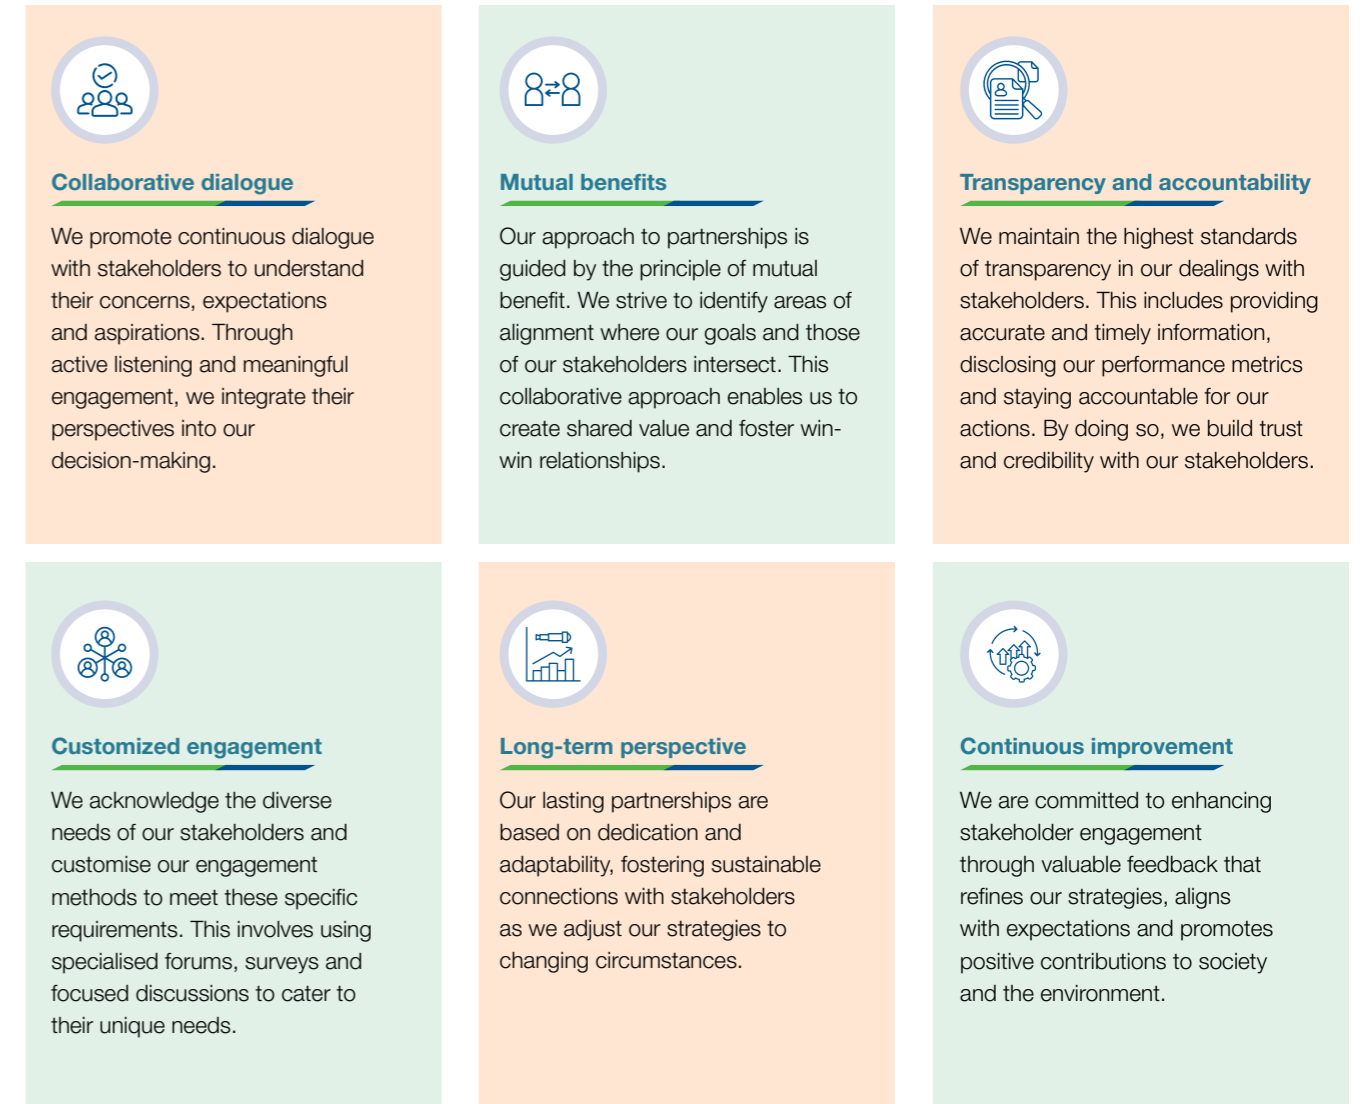 Collaborative dialogue
We promote continuous dialogue
with stakeholders to understand
their concerns, expectations
and aspirations. Through
active listening and meaningful
engagement, we integrate their
perspectives into our
decision-making.
Mutual benefits
Our approach to partnerships is
guided by the principle of mutual
benefit. We strive to identify areas of
alignment where our goals and those
of our stakeholders intersect. This
collaborative approach enables us to
create shared value and foster win-
win relationships.
Transparency and accountability
We maintain the highest standards
of transparency in our dealings with
stakeholders. This includes providing
accurate and timely information,
disclosing our performance metrics
and staying accountable for our
actions. By doing so, we build trust
and credibility with our stakeholders.
Customized engagement
We acknowledge the diverse
needs of our stakeholders and
customise our engagement
methods to meet these specific
requirements. This involves using
specialised forums, surveys and
focused discussions to cater to
their unique needs.
Long-term perspective
Our lasting partnerships are
based on dedication and
adaptability, fostering sustainable
connections with stakeholders
as we adjust our strategies to
changing circumstances.
Continuous improvement
We are committed to enhancing
stakeholder engagement
through valuable feedback that
refines our strategies, aligns
with expectations and promotes
positive contributions to society
and the environment.